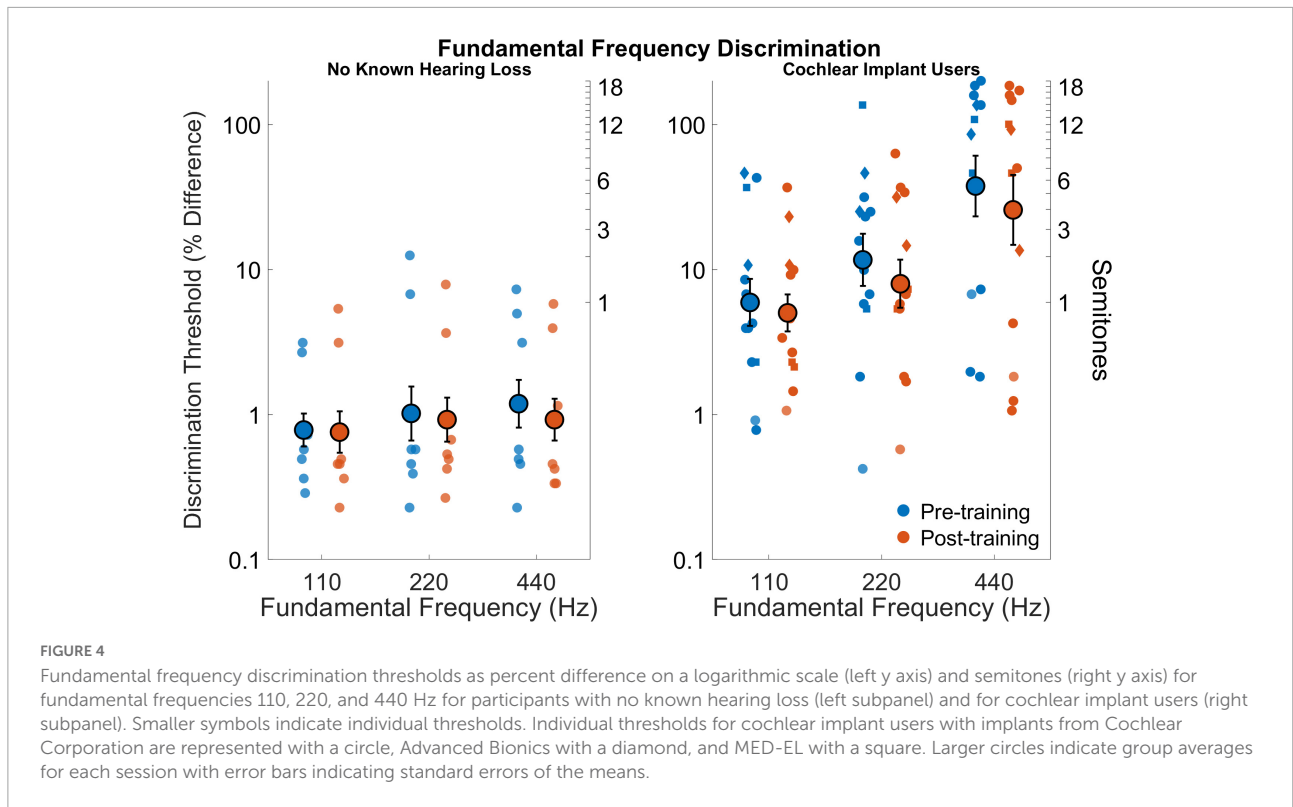 Fundamental Frequency Discrimination
No Known Hearing Loss
Cochlear Implant Users
Discrimination Threshold (% Difference)
100
10
1
0.1
18
12
6
3
1
110
220
440
Fundamental Frequency (Hz)
100
10
1
0.1
18
12
6
3
1
Semitones
Pre-training
Post-training
110
220
440
Fundamental Frequency (Hz)
FIGURE 4
Fundamental frequency discrimination thresholds as percent difference on a logarithmic scale (left y axis) and semitones (right y axis) for
fundamental frequencies 110, 220, and 440 Hz for participants with no known hearing loss (left subpanel) and for cochlear implant users (right
subpanel). Smaller symbols indicate individual thresholds. Individual thresholds for cochlear implant users with implants from Cochlear
Corporation are represented with a circle, Advanced Bionics with a diamond, and MED-EL with a square. Larger circles indicate group averages
for each session with error bars indicating standard errors of the means.